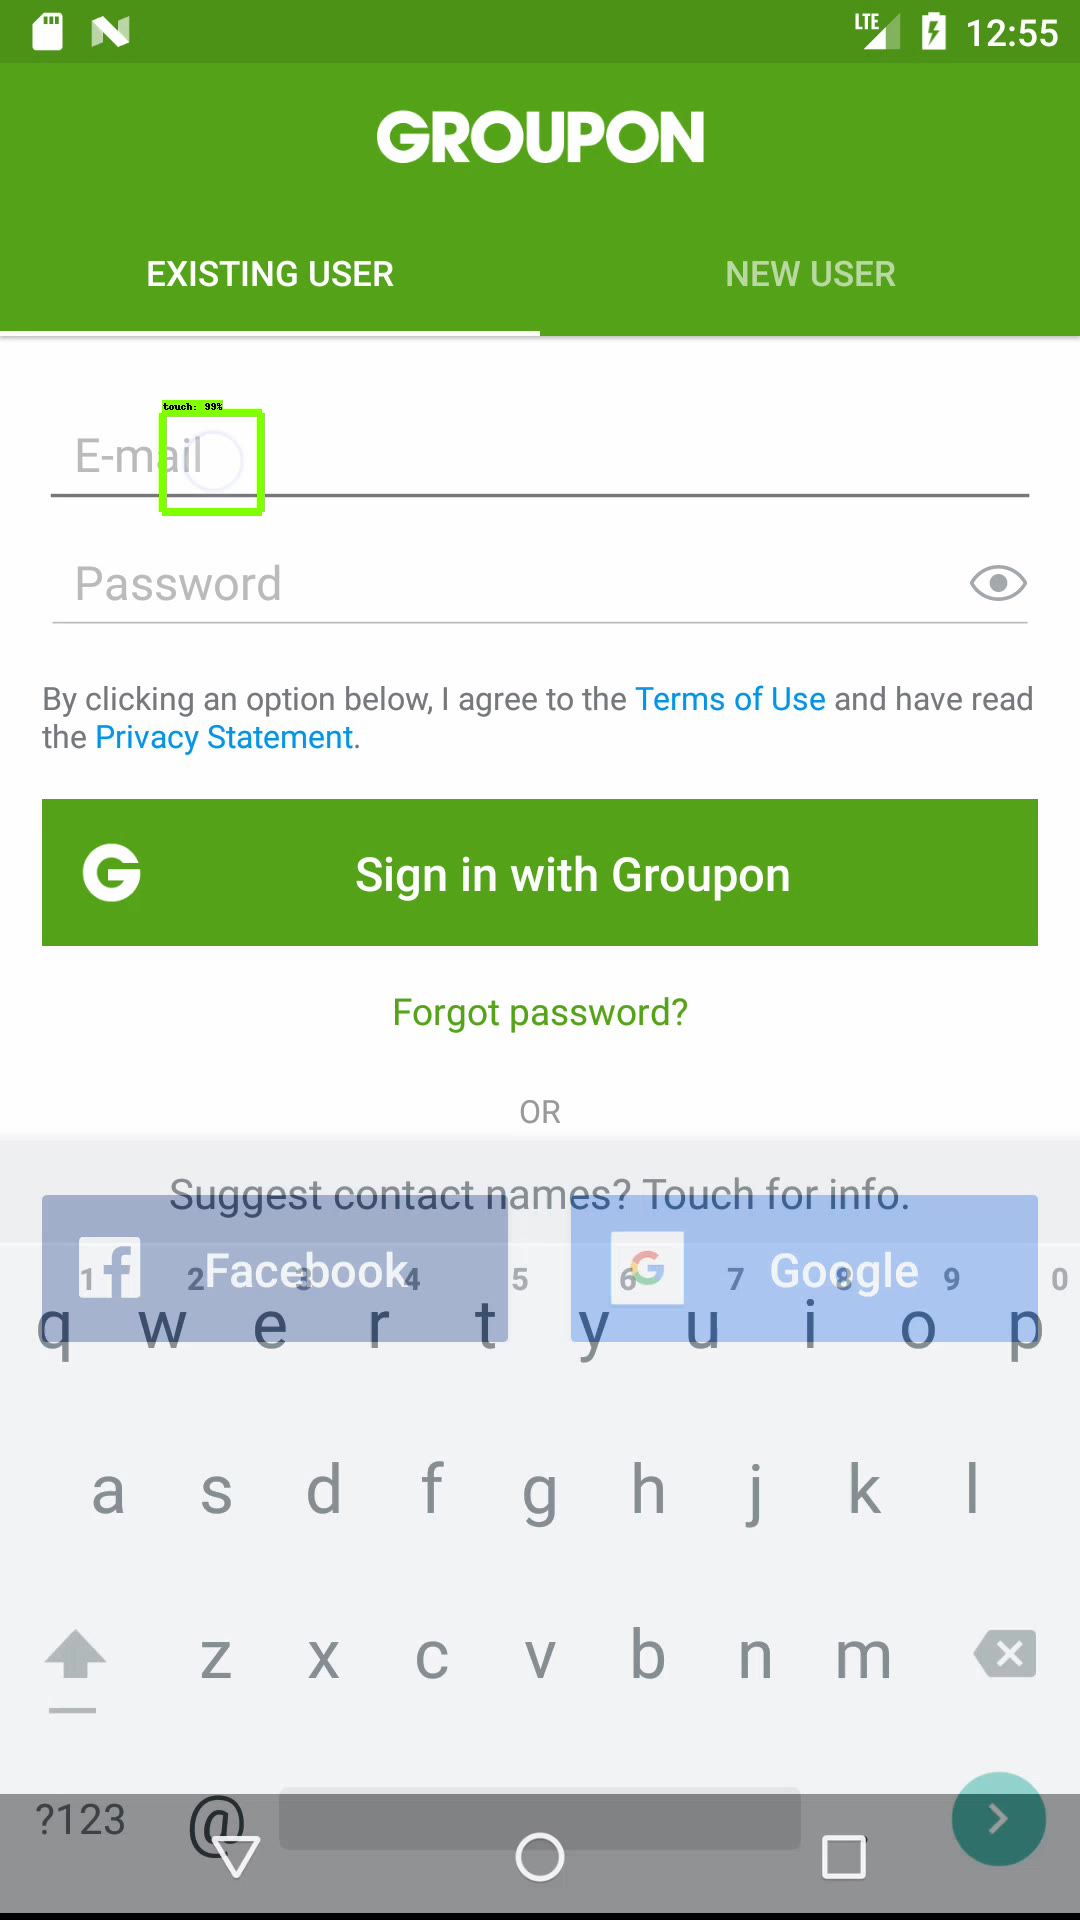 LTE 12:55
GROUPON
EXISTING USER NEW USER
touch: 99%
E-mail
Password
By clicking an option below, I agree to the Terms of Use and have read
the Privacy Statement.
G Sign in with Groupon
Forgot password?
OR
Suggest contact names? Touch for info.
f Facebook G Google
1 2 3 4 5 6 7 8 9 0
q w e r t y u i o p
a s d f g h j k l
z x c v b n m
?123 @